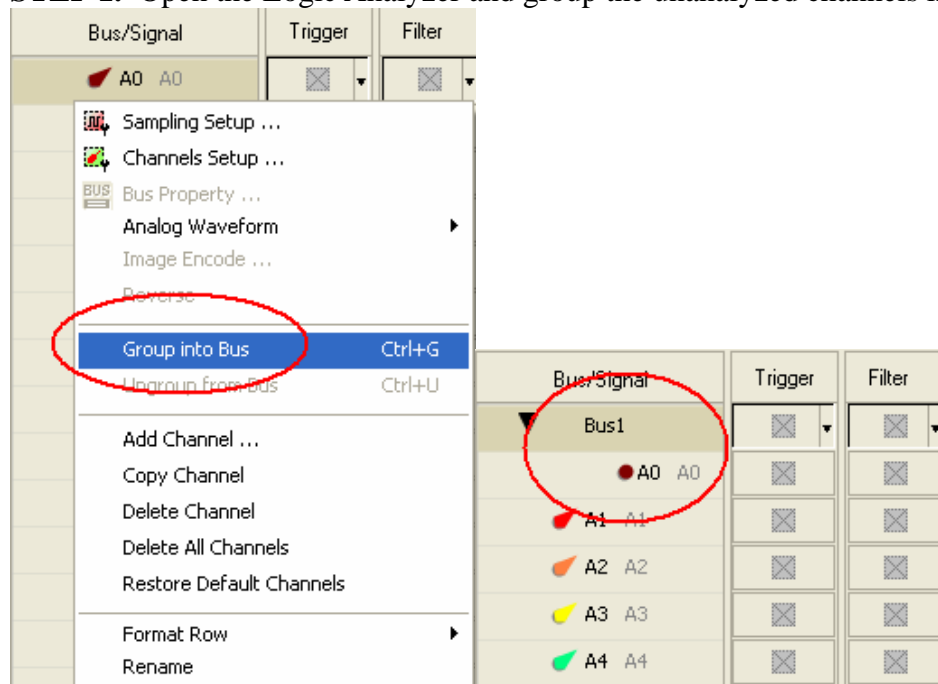 Open the Logic Analyzer and group the unanalyzed channels
Bus/Signal Trigger Filter
A0 A0
Sampling Setup ...
Channels Setup ...
BUS Bus Property ...
Analog Waveform
Image Encode ...
Reverse
Group into Bus Ctrl+G
Ungroup from Bus Ctrl+U
Add Channel ...
Copy Channel
Delete Channel
Delete All Channels
Restore Default Channels
Format Row
Rename
Bus/Signal Trigger Filter
Bus1
A0 A0
A1 A1
A2 A2
A3 A3
A4 A4